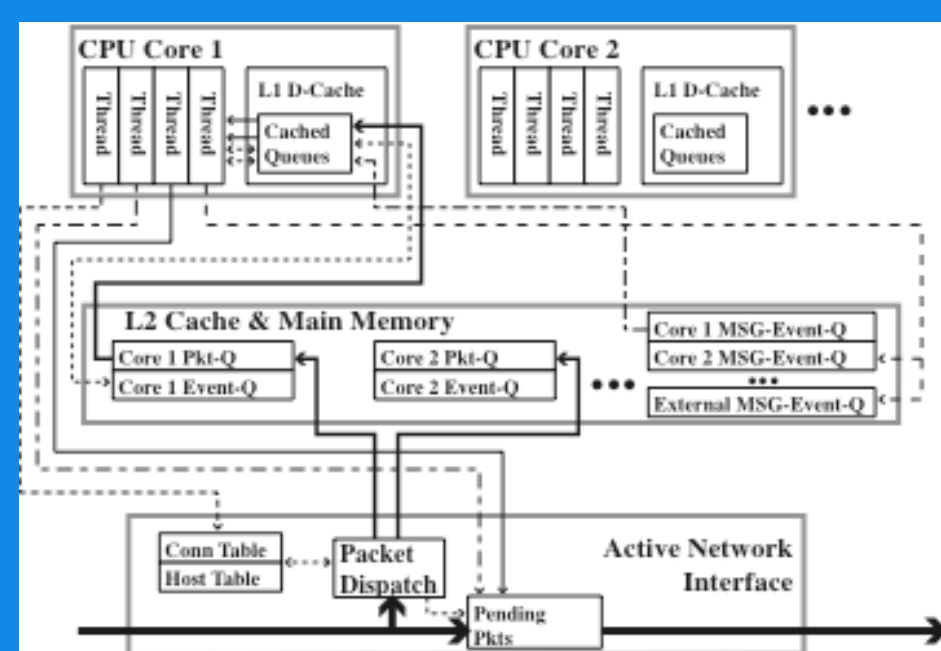 CPU Core 1
Thread
Thread
Thread
Thread
L1 D-Cache
Cached
Queues
CPU Core 2
Thread
Thread
Thread
Thread
L1 D-Cache
Cached
Queues
L2 Cache & Main Memory
Core 1 Pkt-Q
Core 1 Event-Q
Core 2 Pkt-Q
Core 2 Event-Q
Core 1 MSG-Event-Q
Core 2 MSG-Event-Q
External MSG-Event-Q
Conn Table
Host Table
Packet
Dispatch
Active Network
Interface
Pending
Pkts